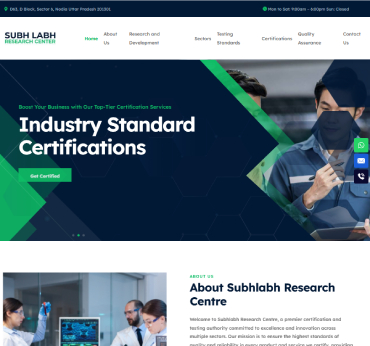 D63, D Block, Sector 6, Nodia Utter Pradesh 201301.
Mon to Sat 9:00am - 6:00pm Sun: Closed
SUBH LABH
RESEARCH CENTER
Home
About Us
Research and Development
Sectors
Testing Standards
Certifications
Quality Assurance
Contact Us
Boost Your Business with Our Top-Tier Certification Services
Industry Standard
Certifications
Get Certified
ABOUT US
About Subhlabh Research
Centre
Welcome to Subhlabh Research Centre, a premier certification and
testing authority committed to excellence and innovation across
multiple sectors. Our mission is to ensure the highest standards of
quality and reliability in every product and service we certify, providing